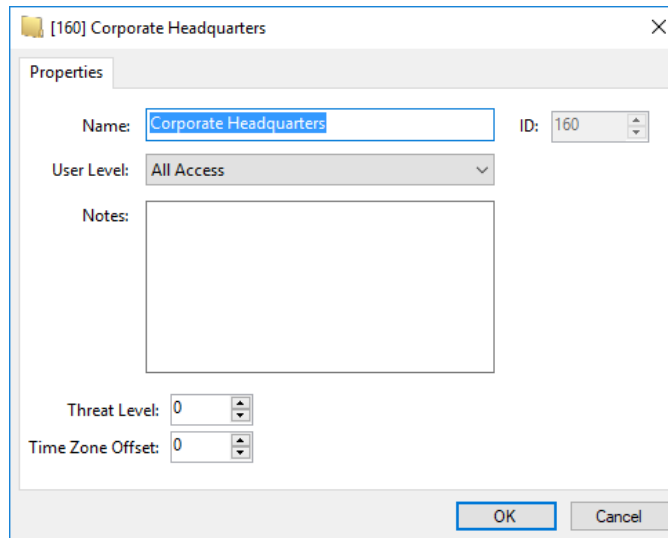 [160] Corporate Headquarters
Properties
Name: Corporate Headquarters ID: 160
User Level: All Access
Notes:
Threat Level: 0
Time Zone Offset: 0
OK Cancel